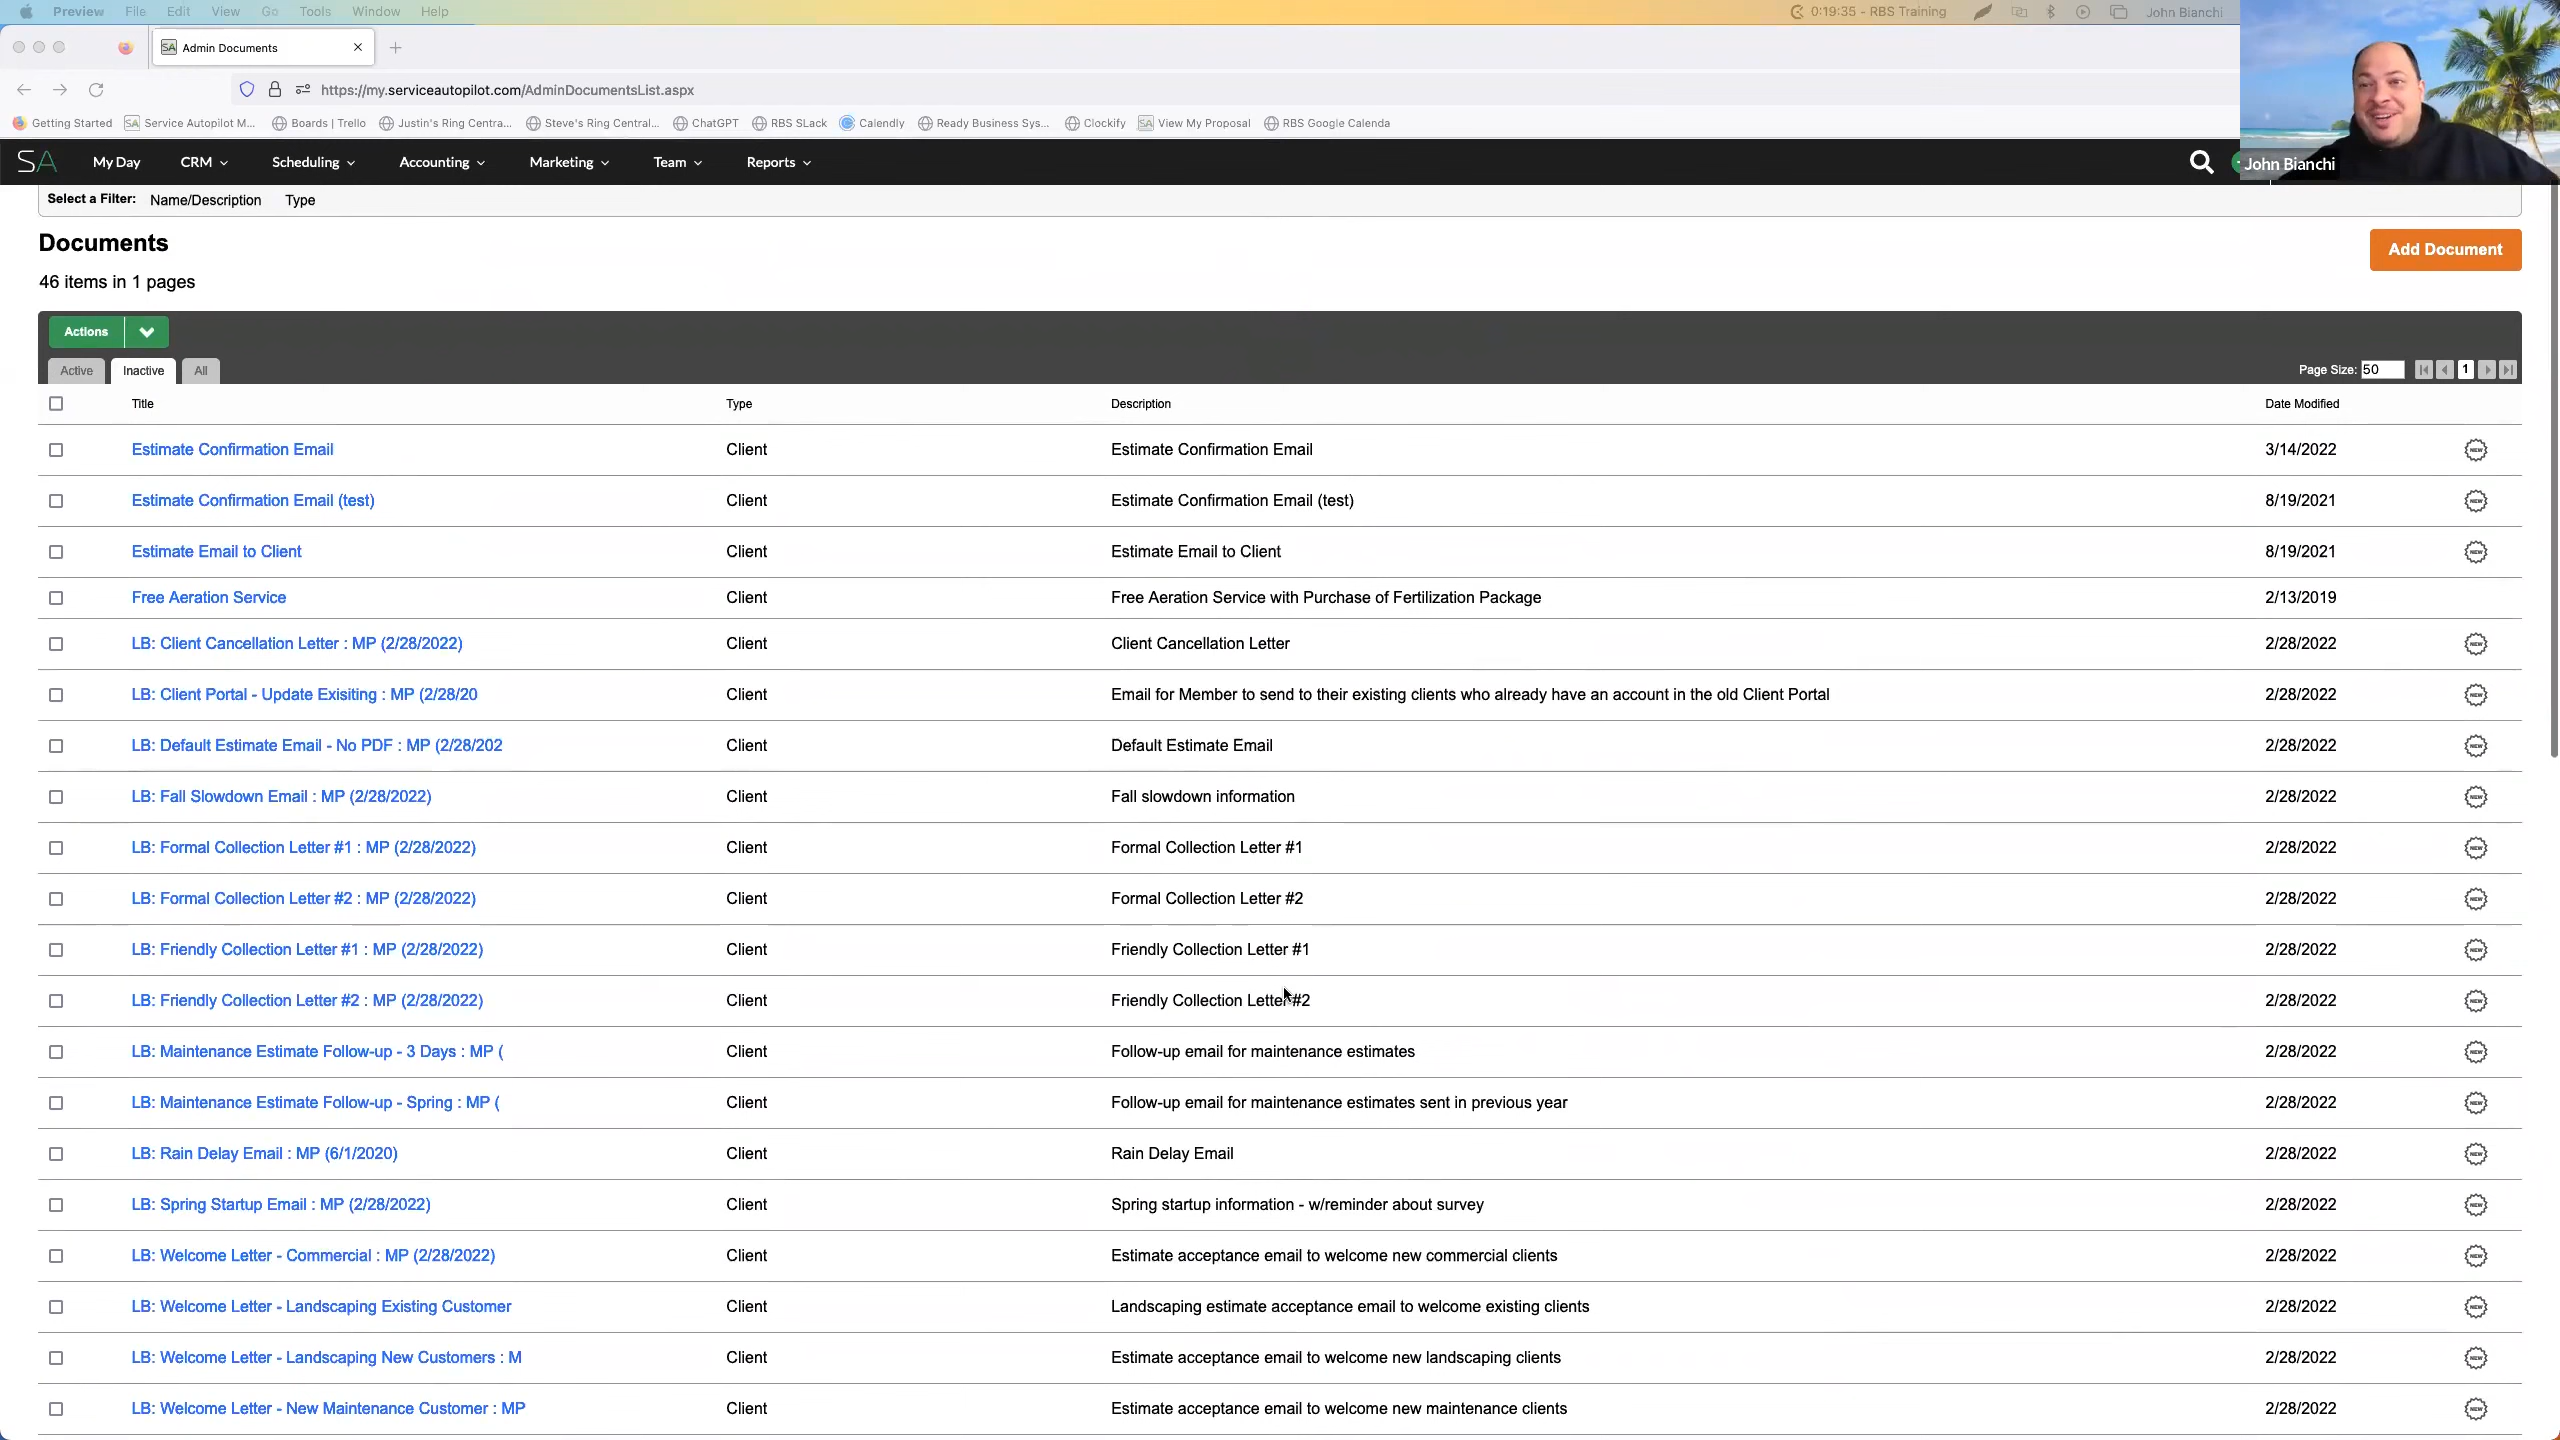 Preview File Edit View Go Tools Window Help 0:19:35 - RBS Training John Bianchi
SA Admin Documents
https://my.serviceautopilot.com/AdminDocumentsList.aspx
Getting Started SA Service Autopilot M... Boards | Trello Justin's Ring Centra... Steve's Ring Central... ChatGPT RBS SLack Calendly Ready Business Sys... Clockify SA View My Proposal RBS Google Calenda
SA My Day CRM Scheduling Accounting Marketing Team Reports John Bianchi
Select a Filter: Name/Description Type
Documents
Add Document
46 items in 1 pages
Actions
Active Inactive All Page Size: 50 1
Title Type Description Date Modified
Estimate Confirmation Email Client Estimate Confirmation Email 3/14/2022 NEW
Estimate Confirmation Email (test) Client Estimate Confirmation Email (test) 8/19/2021 NEW
Estimate Email to Client Client Estimate Email to Client 8/19/2021 NEW
Free Aeration Service Client Free Aeration Service with Purchase of Fertilization Package 2/13/2019
LB: Client Cancellation Letter : MP (2/28/2022) Client Client Cancellation Letter 2/28/2022 NEW
LB: Client Portal - Update Exisiting : MP (2/28/20 Client Email for Member to send to their existing clients who already have an account in the old Client Portal 2/28/2022 NEW
LB: Default Estimate Email - No PDF : MP (2/28/202 Client Default Estimate Email 2/28/2022 NEW
LB: Fall Slowdown Email : MP (2/28/2022) Client Fall slowdown information 2/28/2022 NEW
LB: Formal Collection Letter #1 : MP (2/28/2022) Client Formal Collection Letter #1 2/28/2022 NEW
LB: Formal Collection Letter #2 : MP (2/28/2022) Client Formal Collection Letter #2 2/28/2022 NEW
LB: Friendly Collection Letter #1 : MP (2/28/2022) Client Friendly Collection Letter #1 2/28/2022 NEW
LB: Friendly Collection Letter #2 : MP (2/28/2022) Client Friendly Collection Letter #2 2/28/2022 NEW
LB: Maintenance Estimate Follow-up - 3 Days : MP ( Client Follow-up email for maintenance estimates 2/28/2022 NEW
LB: Maintenance Estimate Follow-up - Spring : MP ( Client Follow-up email for maintenance estimates sent in previous year 2/28/2022 NEW
LB: Rain Delay Email : MP (6/1/2020) Client Rain Delay Email 2/28/2022 NEW
LB: Spring Startup Email : MP (2/28/2022) Client Spring startup information - w/reminder about survey 2/28/2022 NEW
LB: Welcome Letter - Commercial : MP (2/28/2022) Client Estimate acceptance email to welcome new commercial clients 2/28/2022 NEW
LB: Welcome Letter - Landscaping Existing Customer Client Landscaping estimate acceptance email to welcome existing clients 2/28/2022 NEW
LB: Welcome Letter - Landscaping New Customers : M Client Estimate acceptance email to welcome new landscaping clients 2/28/2022 NEW
LB: Welcome Letter - New Maintenance Customer : MP Client Estimate acceptance email to welcome new maintenance clients 2/28/2022 NEW